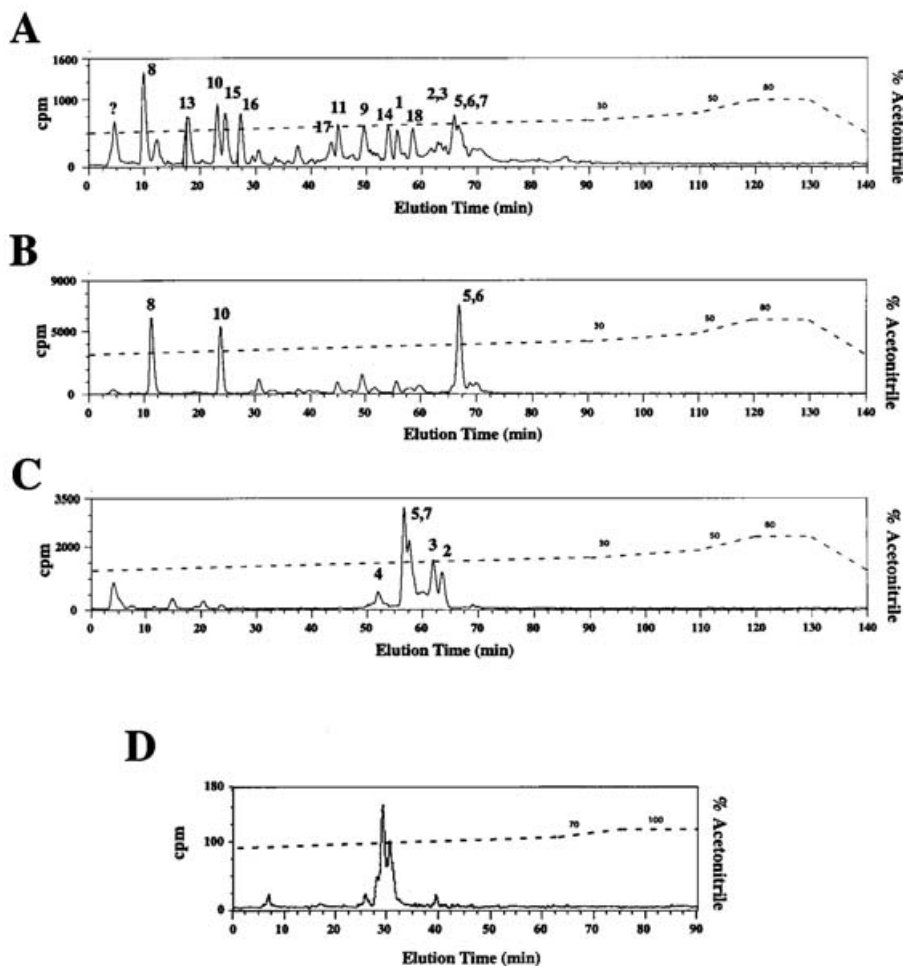 A
1600
1000
0
cpm
? 8 13 10 15 16 17 11 9 14 1 18 2,3 5,6,7
30 50 80
% Acetonitrile
0 10 20 30 40 50 60 70 80 90 100 110 120 130 140
Elution Time (min)
B
9000
5000
0
cpm
8 10 5,6
30 50 80
% Acetonitrile
0 10 20 30 40 50 60 70 80 90 100 110 120 130 140
Elution Time (min)
C
3500
2000
0
cpm
4 5,7 3 2
30 50 80
% Acetonitrile
0 10 20 30 40 50 60 70 80 90 100 110 120 130 140
Elution Time (min)
D
180
100
0
cpm
70 100
% Acetonitrile
0 10 20 30 40 50 60 70 80 90
Elution Time (min)